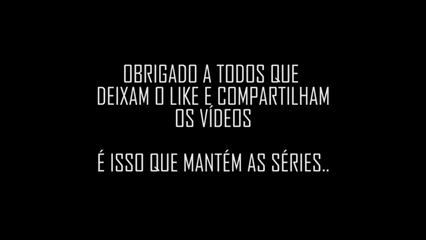 OBRIGADO A TODOS QUE
DEIXAM O LIKE E COMPARTILHAM
OS VÍDEOS
É ISSO QUE MANTÉM AS SÉRIES..